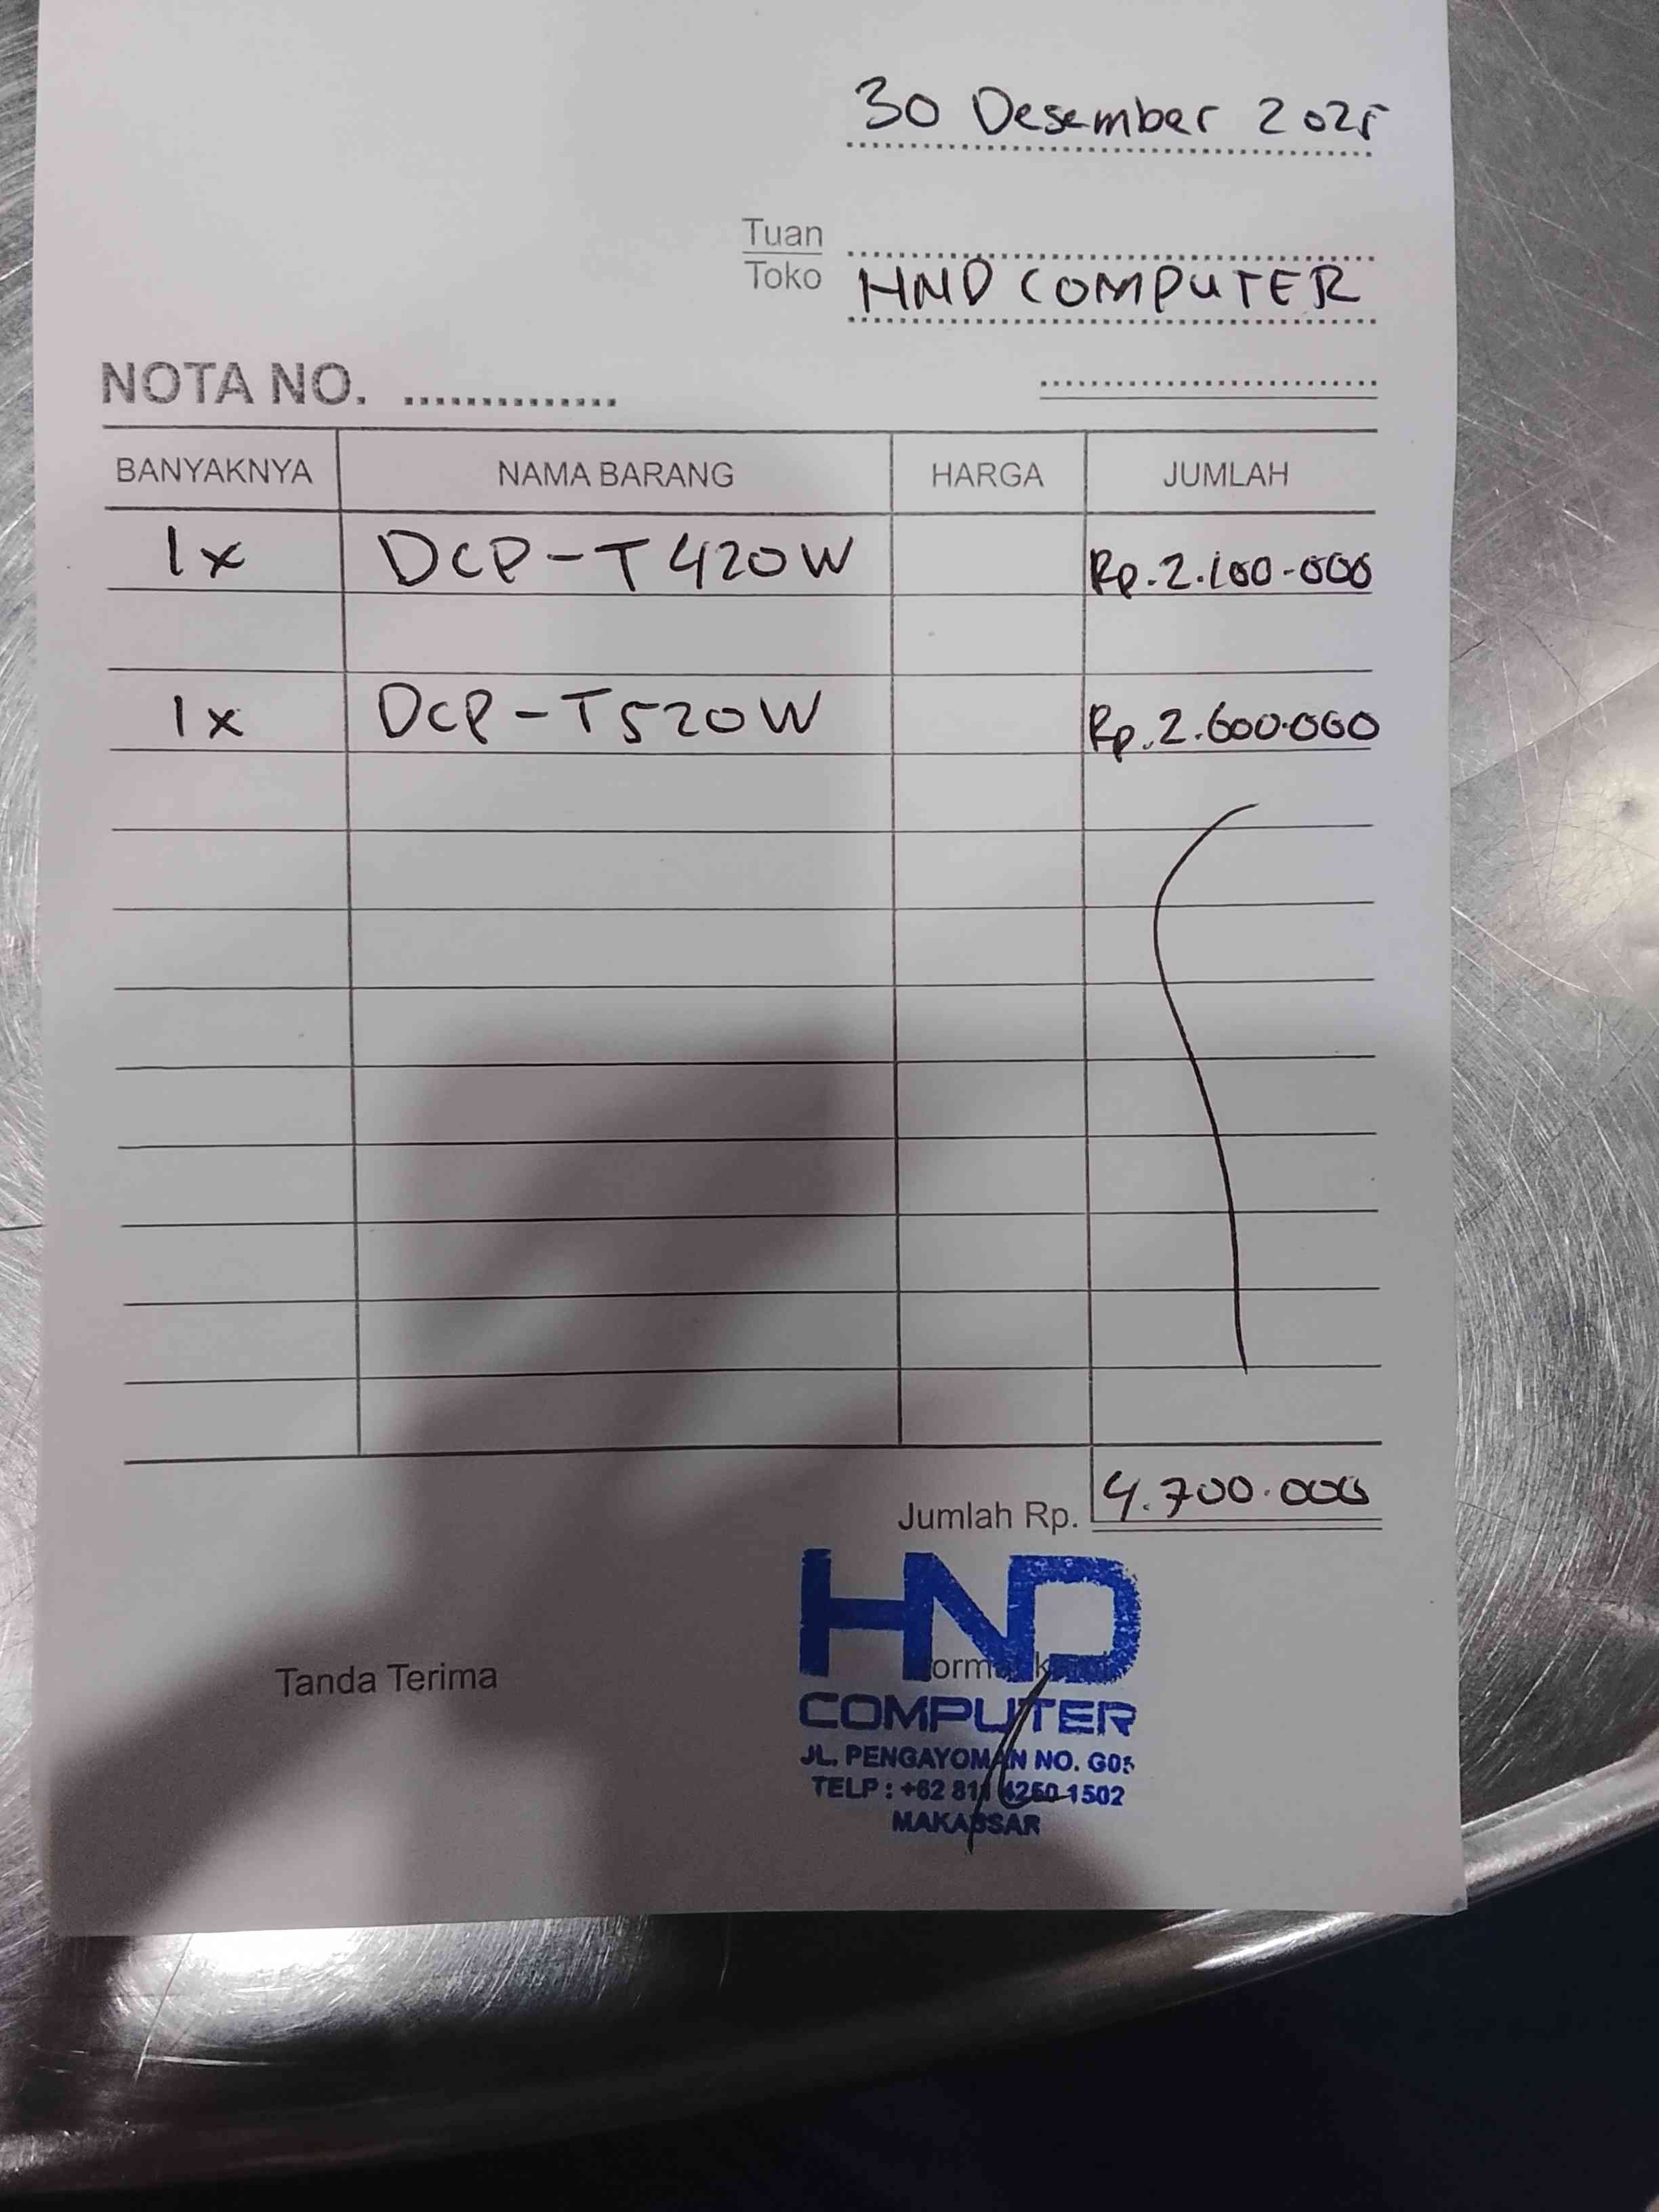 30 Desember 2025
Tuan
Toko HND COMPUTER
NOTA NO. ..............
BANYAKNYA NAMA BARANG HARGA JUMLAH
1x DCP-T420W Rp.2.100.000
1x DCP-T520W Rp.2.600.000
Jumlah Rp. 4.700.000
Tanda Terima
HND
COMPUTER
JL. PENGAYOMAN NO. G05
TELP : +62 811 4250 1502
MAKASSAR